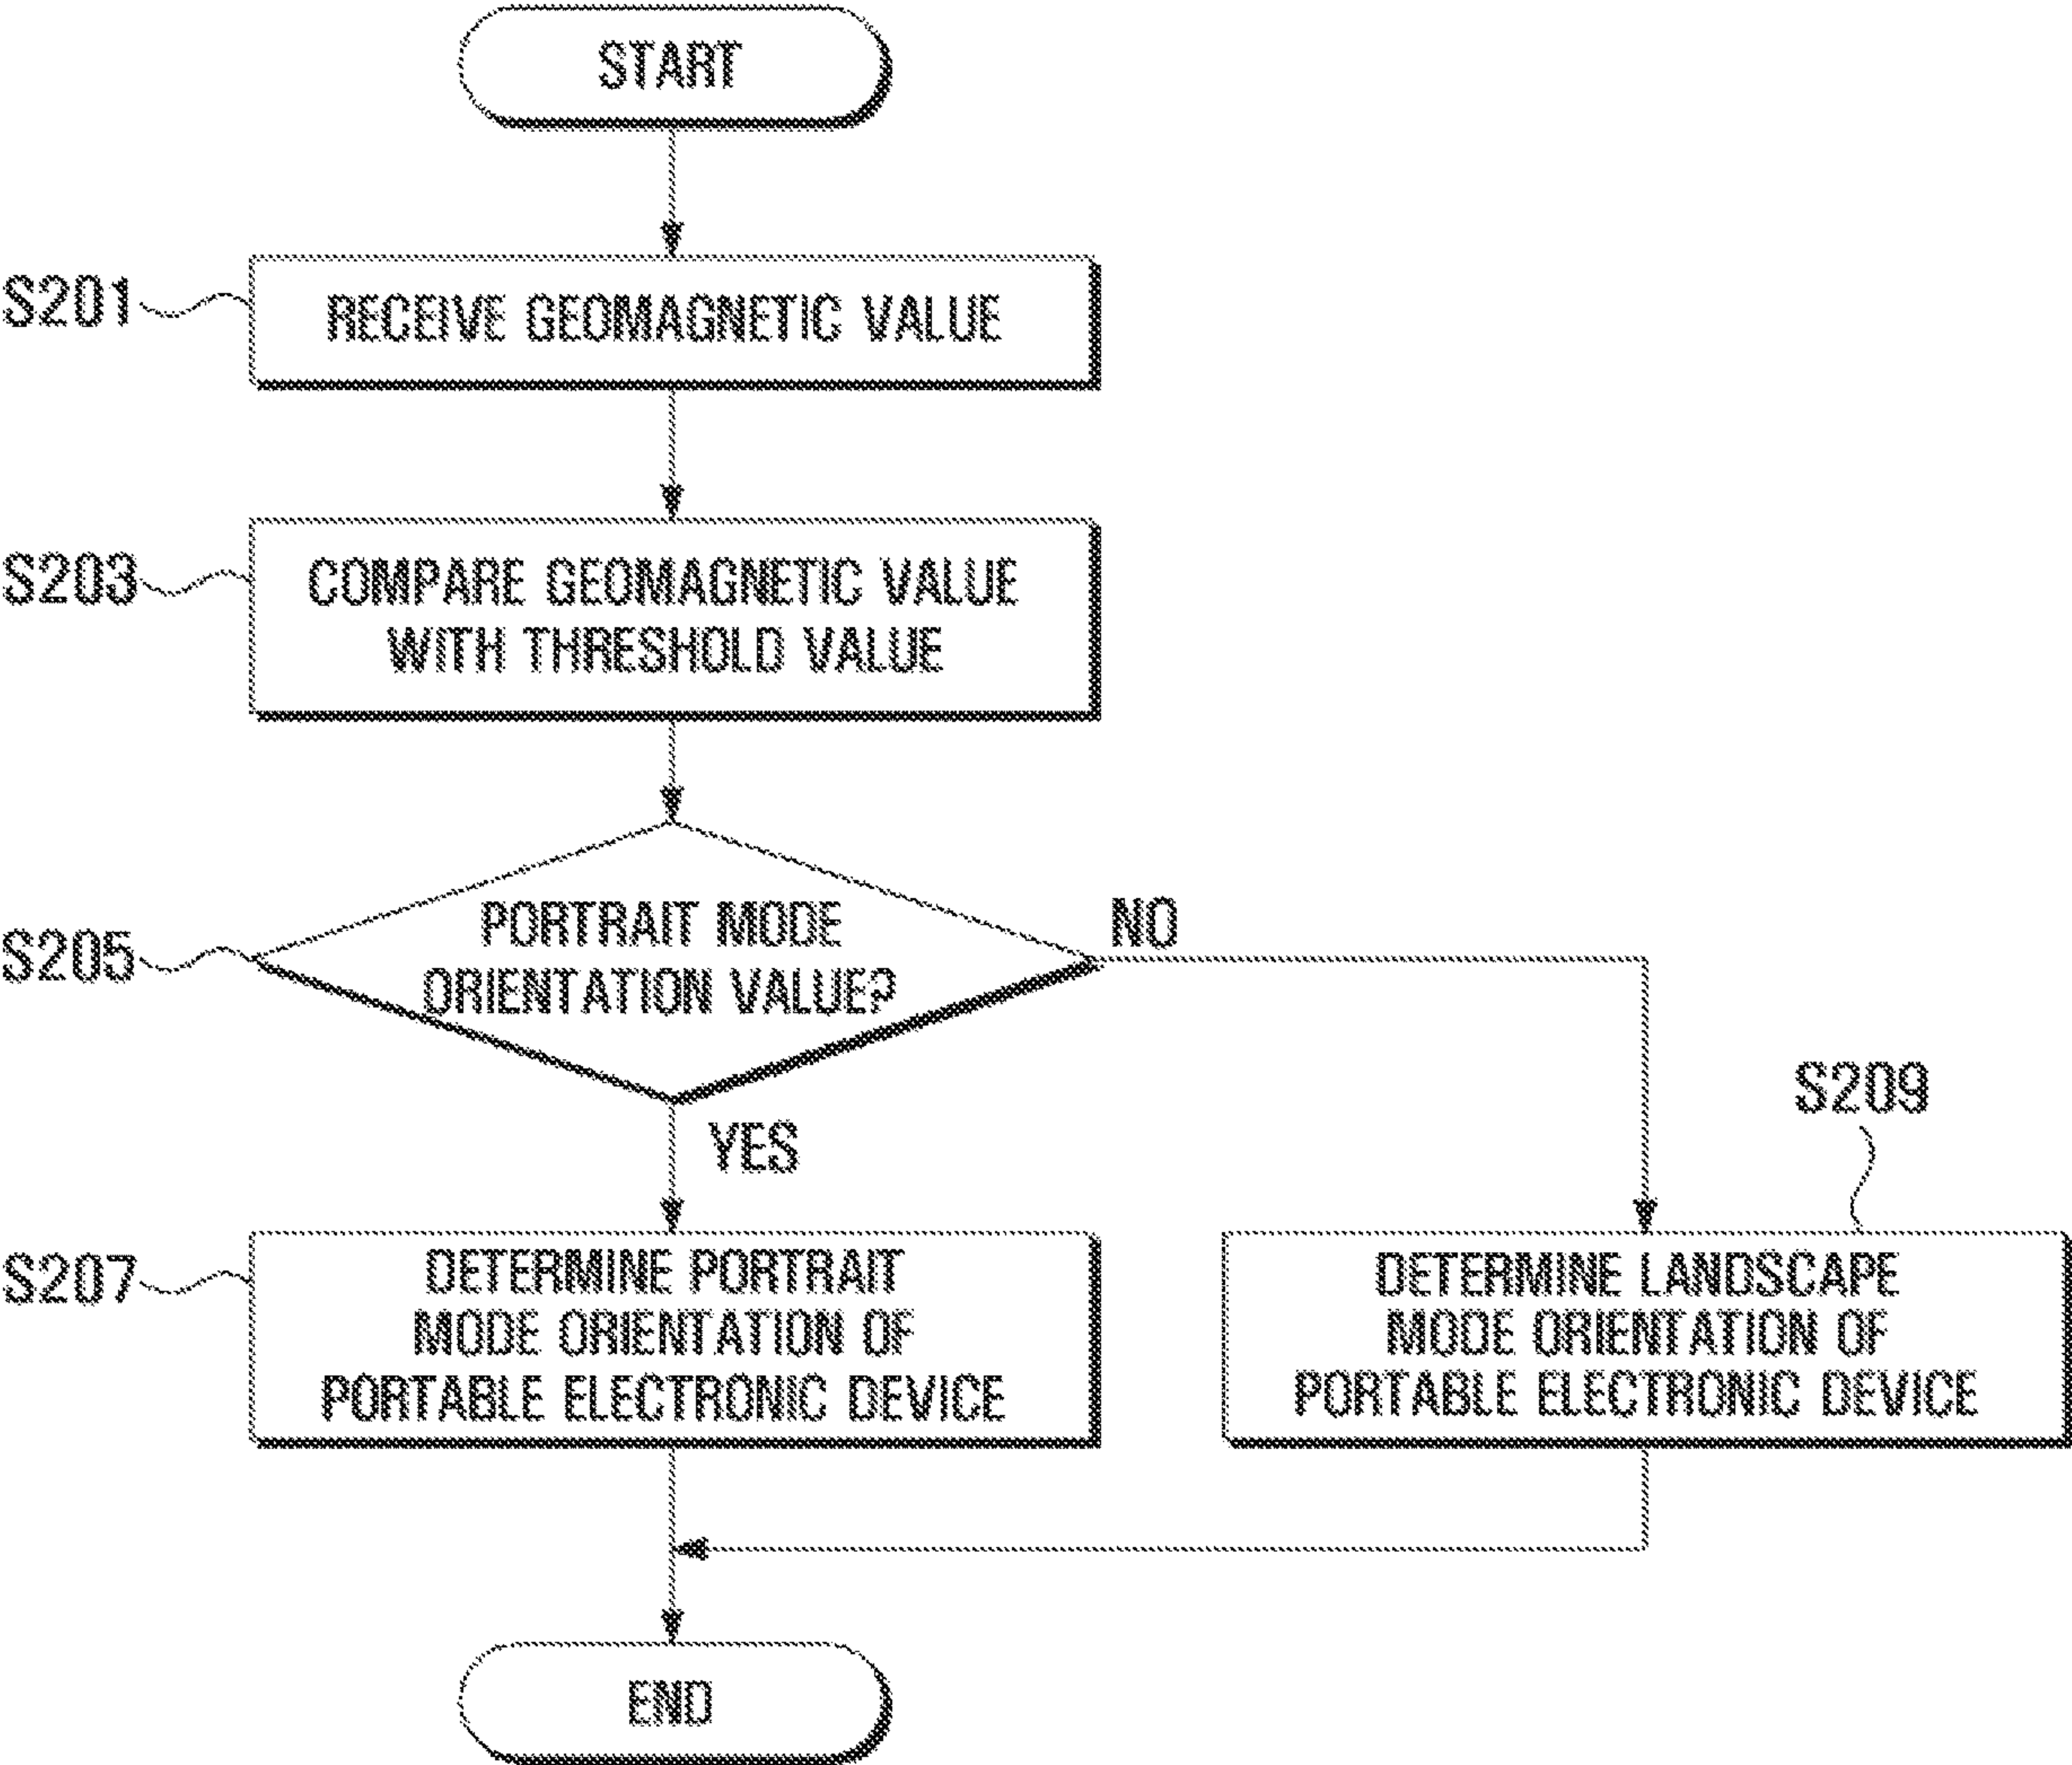 START
S201
RECEIVE GEOMAGNETIC VALUE
S203
COMPARE GEOMAGNETIC VALUE
WITH THRESHOLD VALUE
S205
PORTRAIT MODE
ORIENTATION VALUE?
NO
YES
S207
DETERMINE PORTRAIT
MODE ORIENTATION OF
PORTABLE ELECTRONIC DEVICE
S209
DETERMINE LANDSCAPE
MODE ORIENTATION OF
PORTABLE ELECTRONIC DEVICE
END